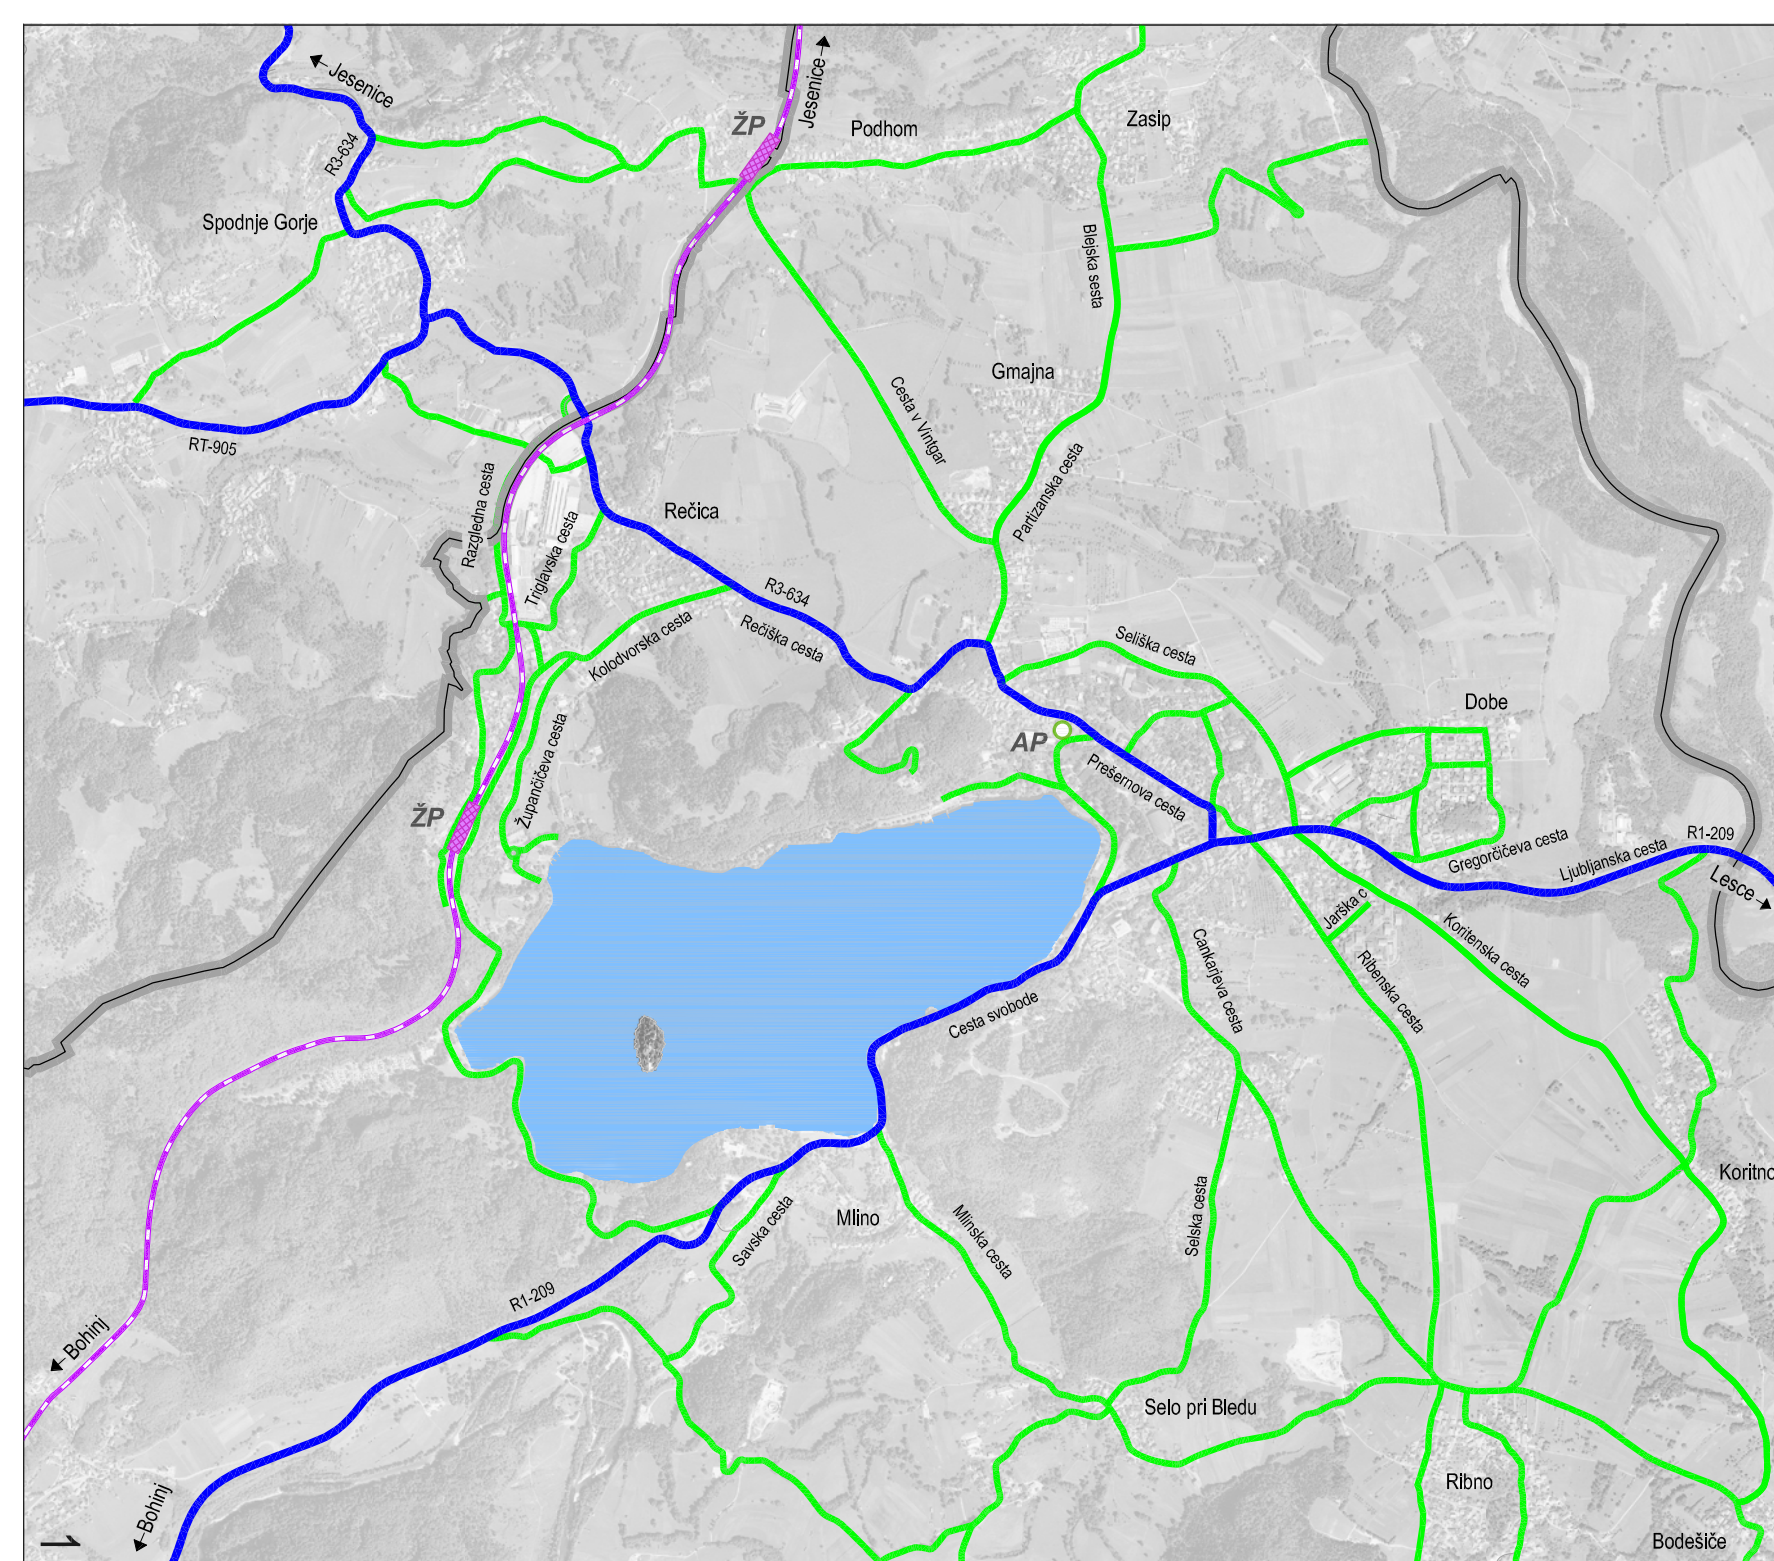 Jesenice
Jesenice
ŽP
Podhom
Zasip
R3-634
Spodnje Gorje
Blejska sesta
Gmajna
Cesta v Vintgar
RT-905
Partizanska cesta
Razgledna cesta
Rečica
Triglavska cesta
R3-634
Rečiška cesta
Kolodvorska cesta
Seliška cesta
Dobe
AP
Župančičeva cesta
Prešernova cesta
ŽP
R1-209
Gregorčičeva cesta
Ljubljanska cesta
Lesce
Jarška c
Koritenska cesta
Cankarjeva cesta
Ribenska cesta
Cesta svobode
Koritno
Mlino
Savska cesta
Mlinska cesta
Selska cesta
R1-209
Bohinj
Selo pri Bledu
Ribno
Bohinj
Bodešiče
1